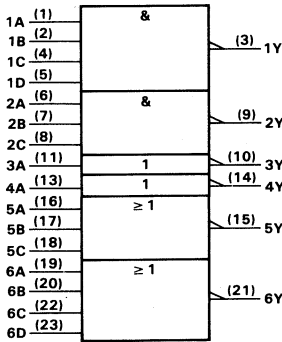 1A (1) &
1B (2)
(3) 1Y
1C (4)
1D (5)
2A (6) &
2B (7) (9) 2Y
2C (8)
3A (11) 1 (10) 3Y
4A (13) 1 (14) 4Y
5A (16) ≥ 1
5B (17) (15) 5Y
5C (18)
6A (19) ≥ 1
6B (20) (21) 6Y
6C (22)
6D (23)